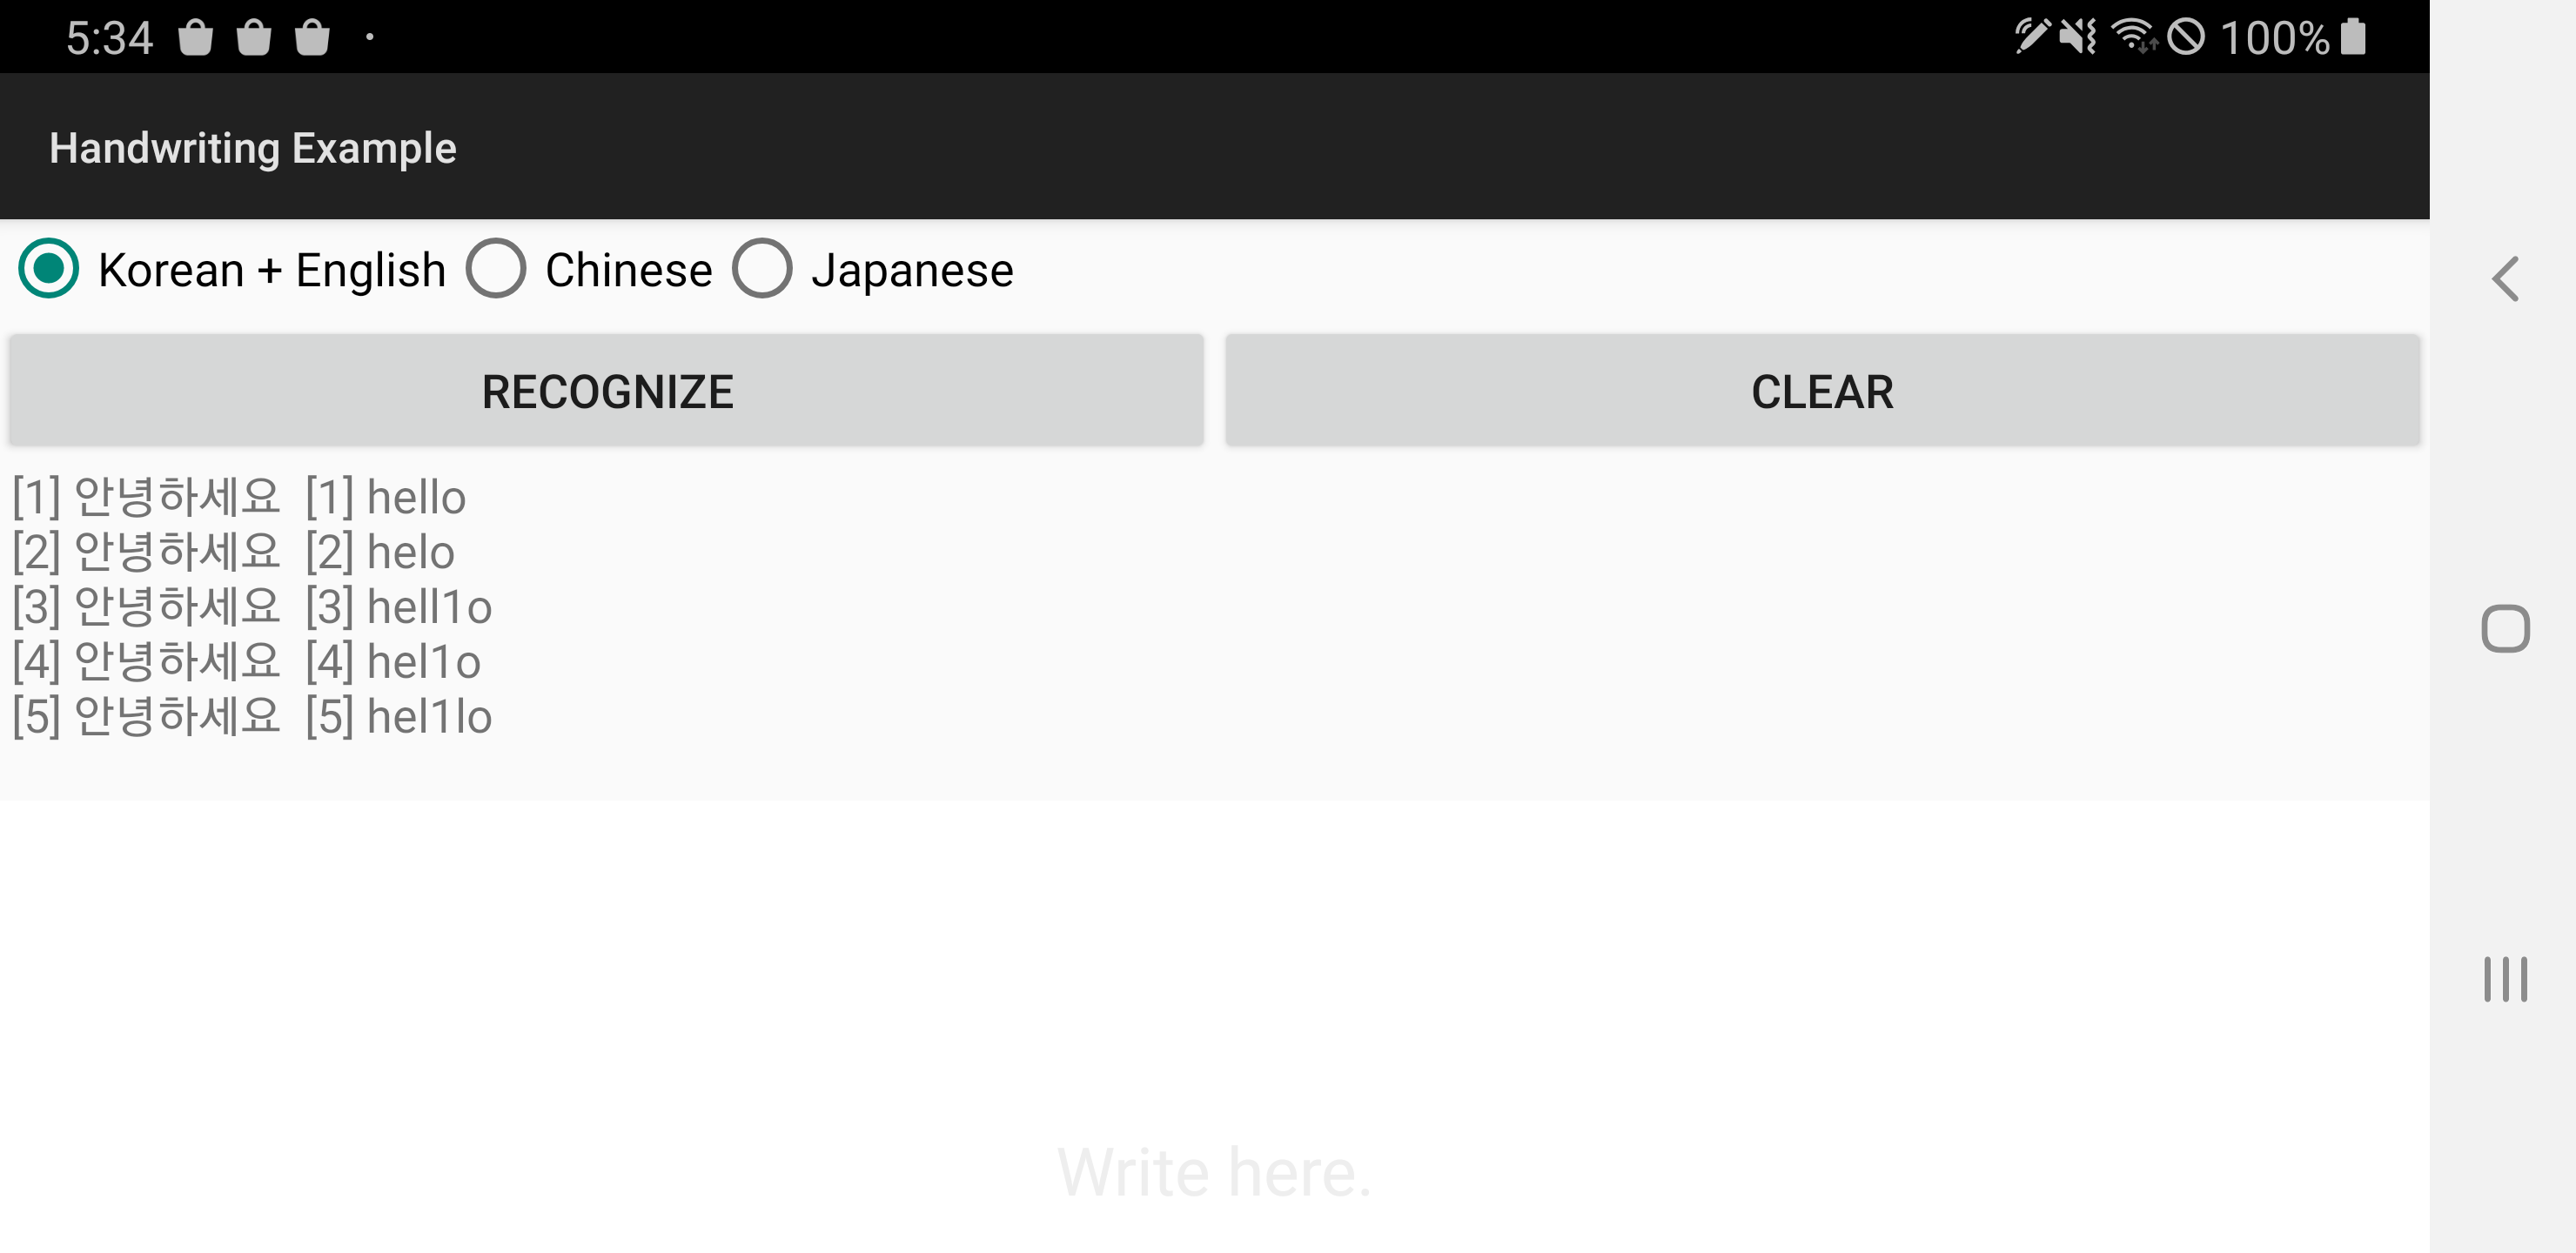 5:34 100%
Handwriting Example
Korean + English Chinese Japanese
RECOGNIZE CLEAR
[1] 안녕하세요 [1] hello
[2] 안녕하세요 [2] helo
[3] 안녕하세요 [3] hell1o
[4] 안녕하세요 [4] hel1o
[5] 안녕하세요 [5] hel1lo
Write here.